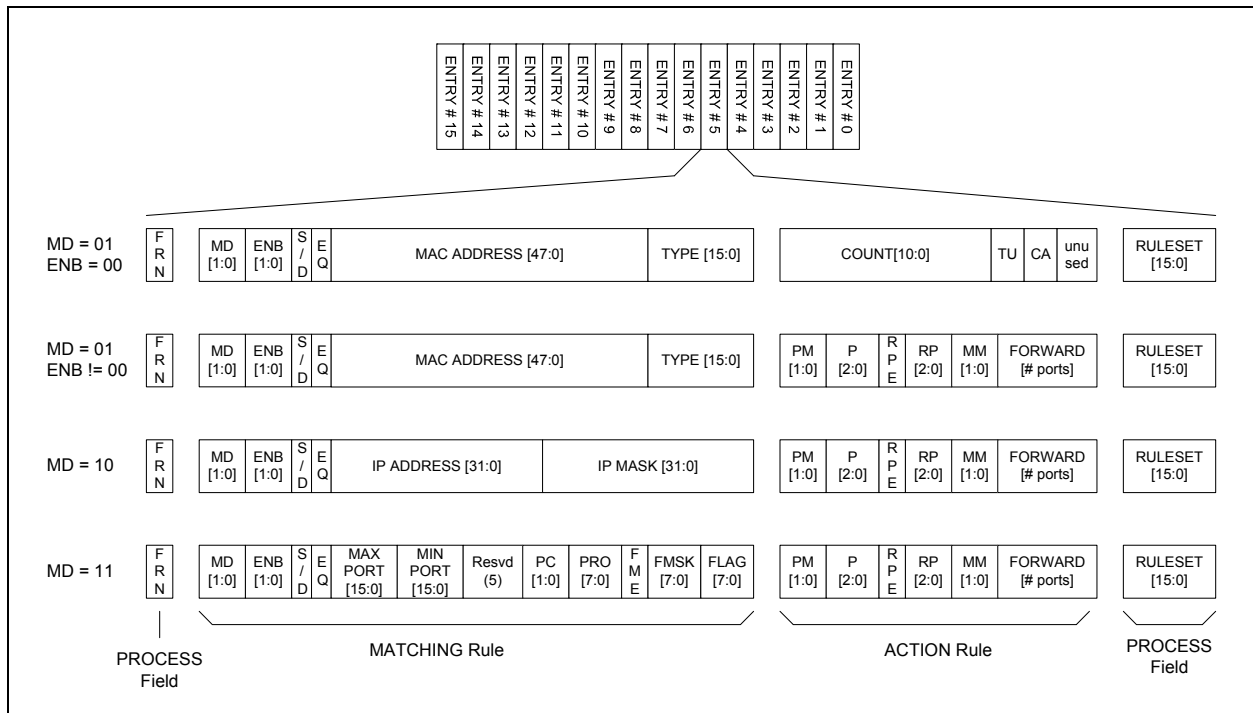 ENTRY # 15
ENTRY # 14
ENTRY # 13
ENTRY # 12
ENTRY # 11
ENTRY # 10
ENTRY # 9
ENTRY # 8
ENTRY # 7
ENTRY # 6
ENTRY # 5
ENTRY # 4
ENTRY # 3
ENTRY # 2
ENTRY # 1
ENTRY # 0
MD = 01
ENB = 00
F
R
N
MD
[1:0]
ENB
[1:0]
S
/
D
E
Q
MAC ADDRESS [47:0]
TYPE [15:0]
COUNT[10:0]
TU
CA
unu
sed
RULESET
[15:0]
MD = 01
ENB != 00
F
R
N
MD
[1:0]
ENB
[1:0]
S
/
D
E
Q
MAC ADDRESS [47:0]
TYPE [15:0]
PM
[1:0]
P
[2:0]
R
P
E
RP
[2:0]
MM
[1:0]
FORWARD
[# ports]
RULESET
[15:0]
MD = 10
F
R
N
MD
[1:0]
ENB
[1:0]
S
/
D
E
Q
IP ADDRESS [31:0]
IP MASK [31:0]
PM
[1:0]
P
[2:0]
R
P
E
RP
[2:0]
MM
[1:0]
FORWARD
[# ports]
RULESET
[15:0]
MD = 11
F
R
N
MD
[1:0]
ENB
[1:0]
S
/
D
E
Q
MAX
PORT
[15:0]
MIN
PORT
[15:0]
Resvd
(5)
PC
[1:0]
PRO
[7:0]
F
M
E
FMSK
[7:0]
FLAG
[7:0]
PM
[1:0]
P
[2:0]
R
P
E
RP
[2:0]
MM
[1:0]
FORWARD
[# ports]
RULESET
[15:0]
PROCESS
Field
MATCHING Rule
ACTION Rule
PROCESS
Field